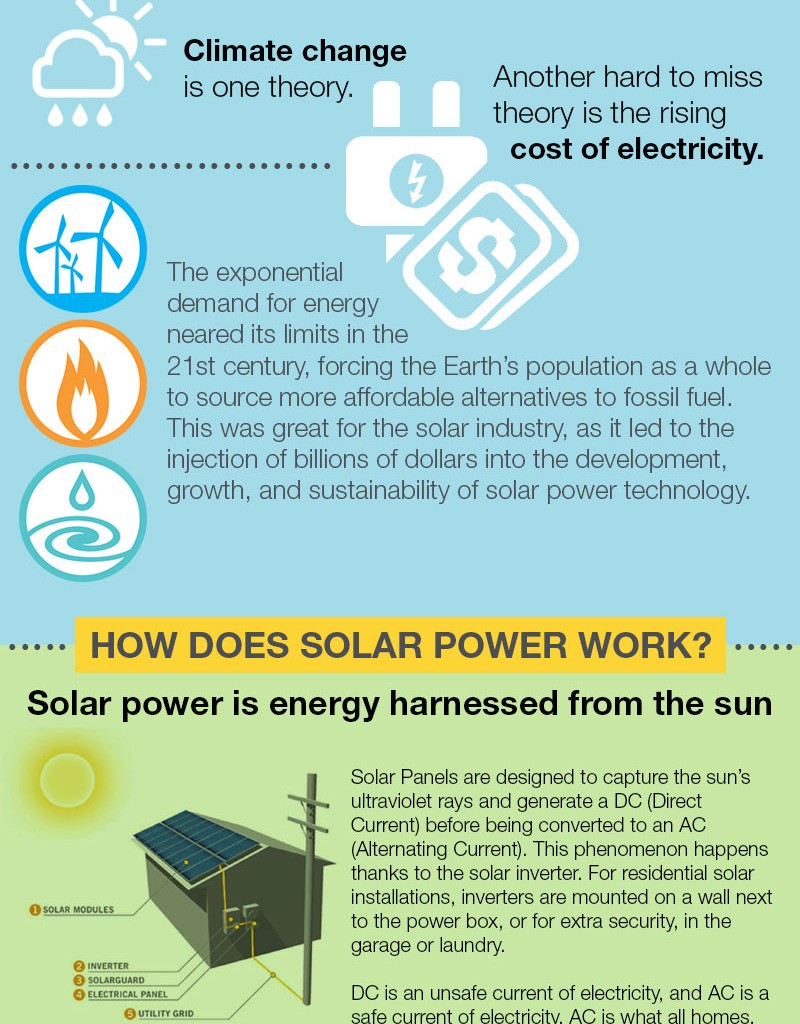 Climate change
is one theory.
Another hard to miss
theory is the rising
cost of electricity.
The exponential
demand for energy
neared its limits in the
21st century, forcing the Earth’s population as a whole
to source more affordable alternatives to fossil fuel.
This was great for the solar industry, as it led to the
injection of billions of dollars into the development,
growth, and sustainability of solar power technology.
HOW DOES SOLAR POWER WORK?
Solar power is energy harnessed from the sun
Solar Panels are designed to capture the sun’s
ultraviolet rays and generate a DC (Direct
Current) before being converted to an AC
(Alternating Current). This phenomenon happens
thanks to the solar inverter. For residential solar
installations, inverters are mounted on a wall next
to the power box, or for extra security, in the
garage or laundry.
DC is an unsafe current of electricity, and AC is a
safe current of electricity. AC is what all homes,
1 SOLAR MODULES
2 INVERTER
3 SOLARGUARD
4 ELECTRICAL PANEL
5 UTILITY GRID
$